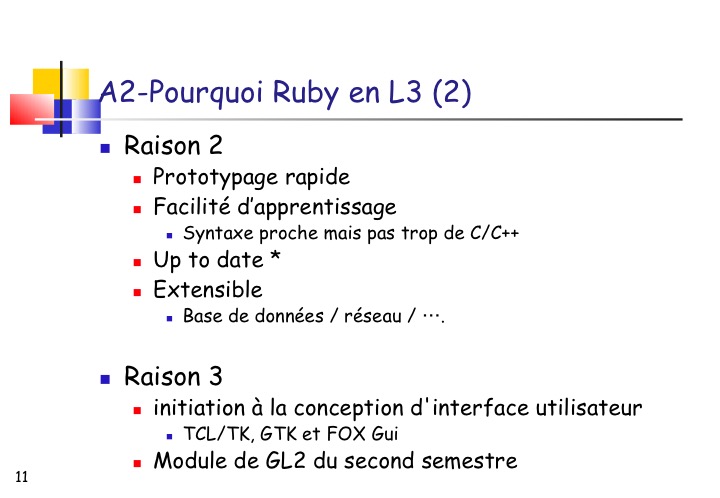 A2-Pourquoi Ruby en L3 (2)
Raison 2
Prototypage rapide
Facilité d’apprentissage
Syntaxe proche mais pas trop de C/C++
Up to date *
Extensible
Base de données / réseau / ….
Raison 3
initiation à la conception d'interface utilisateur
TCL/TK, GTK et FOX Gui
Module de GL2 du second semestre
11